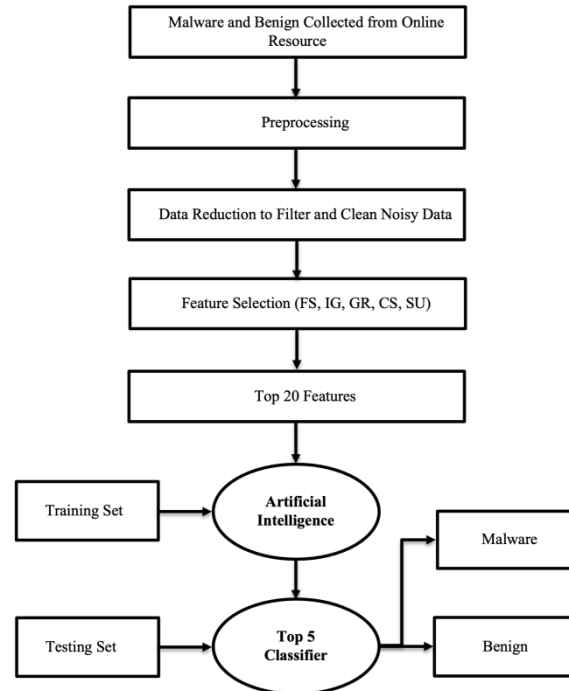 Malware and Benign Collected from Online
Resource
Preprocessing
Data Reduction to Filter and Clean Noisy Data
Feature Selection (FS, IG, GR, CS, SU)
Top 20 Features
Training Set
Artificial
Intelligence
Malware
Testing Set
Top 5
Classifier
Benign